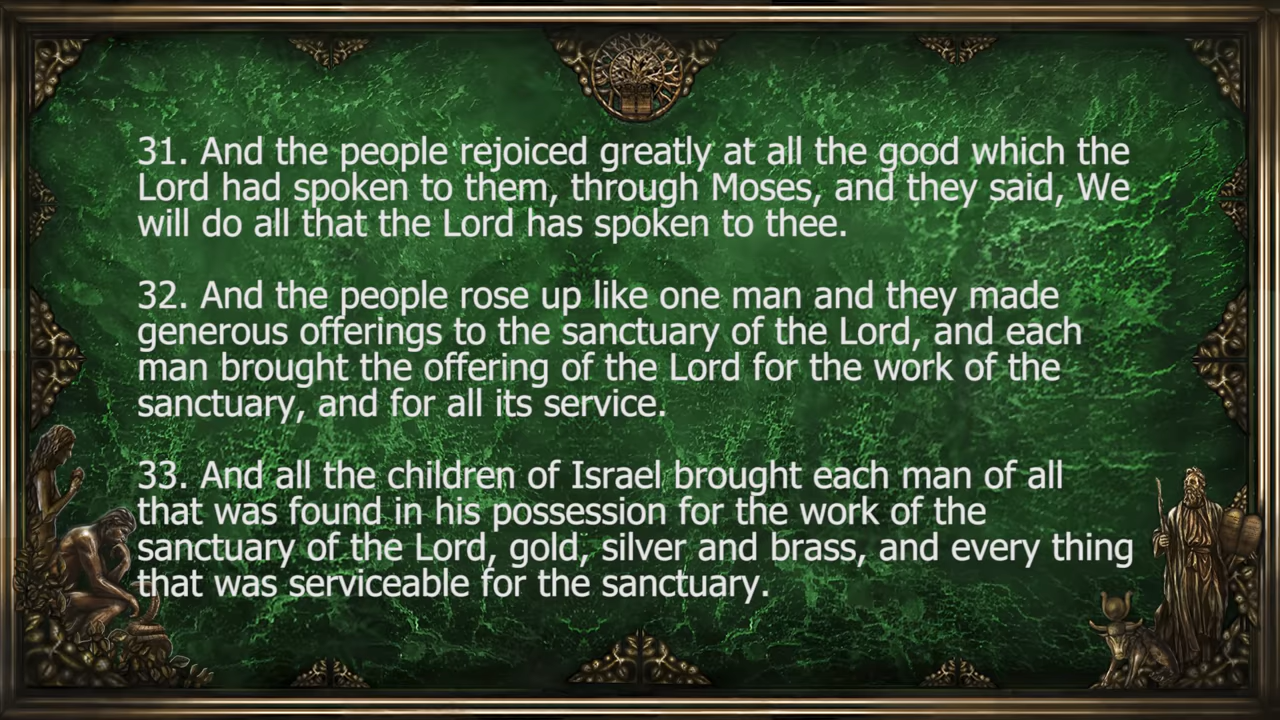 31. And the people rejoiced greatly at all the good which the
Lord had spoken to them, through Moses, and they said, We
will do all that the Lord has spoken to thee.
32. And the people rose up like one man and they made
generous offerings to the sanctuary of the Lord, and each
man brought the offering of the Lord for the work of the
sanctuary, and for all its service.
33. And all the children of Israel brought each man of all
that was found in his possession for the work of the
sanctuary of the Lord, gold, silver and brass, and every thing
that was serviceable for the sanctuary.